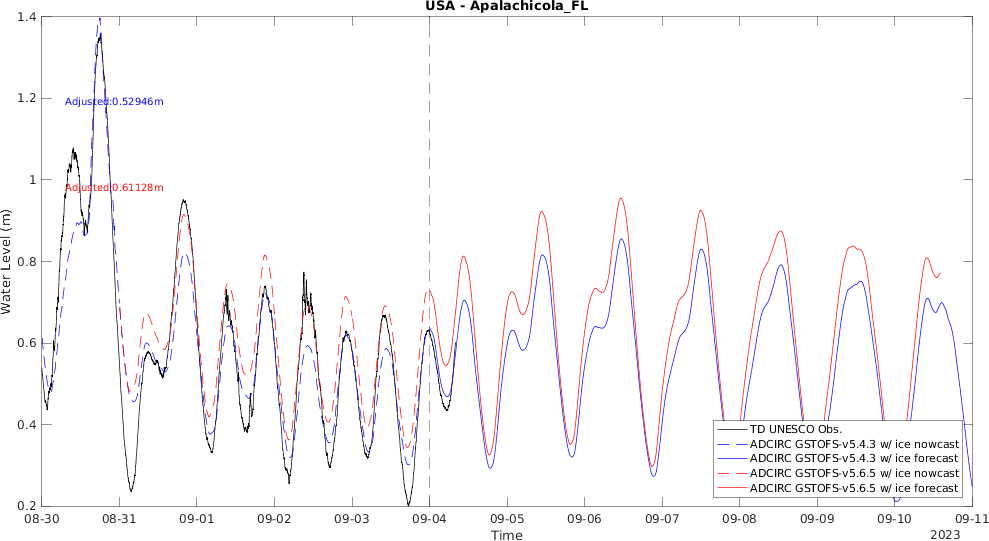 USA - Apalachicola_FL
1.4
1.2
1
0.8
0.6
0.4
0.2
Water Level (m)
Adjusted:0.52946m
Adjusted:0.61128m
TD UNESCO Obs.
ADCIRC GSTOFS-v5.4.3 w/ ice nowcast
ADCIRC GSTOFS-v5.4.3 w/ ice forecast
ADCIRC GSTOFS-v5.6.5 w/ ice nowcast
ADCIRC GSTOFS-v5.6.5 w/ ice forecast
08-30 08-31 09-01 09-02 09-03 09-04 09-05 09-06 09-07 09-08 09-09 09-10 09-11
Time
2023